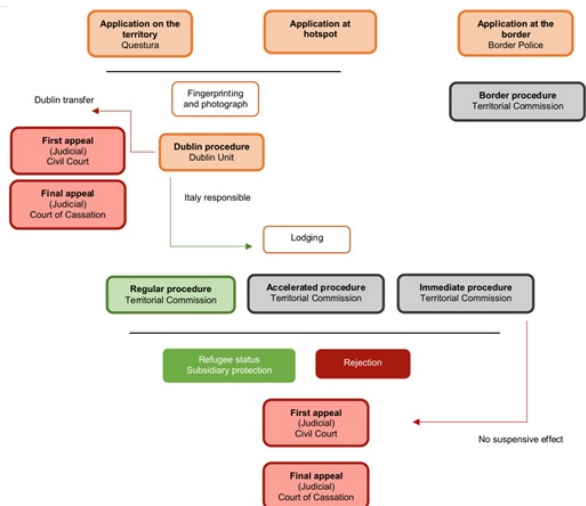 Application on the
territory
Questura
Application at
hotspot
Application at the
border
Border Police
Fingerprinting
and photograph
Border procedure
Territorial Commission
Dublin transfer
First appeal
(Judicial)
Civil Court
Dublin procedure
Dublin Unit
Final appeal
(Judicial)
Court of Cassation
Italy responsible
Lodging
Regular procedure
Territorial Commission
Accelerated procedure
Territorial Commission
Immediate procedure
Territorial Commission
Refugee status
Subsidiary protection
Rejection
First appeal
(Judicial)
Civil Court
No suspensive effect
Final appeal
(Judicial)
Court of Cassation